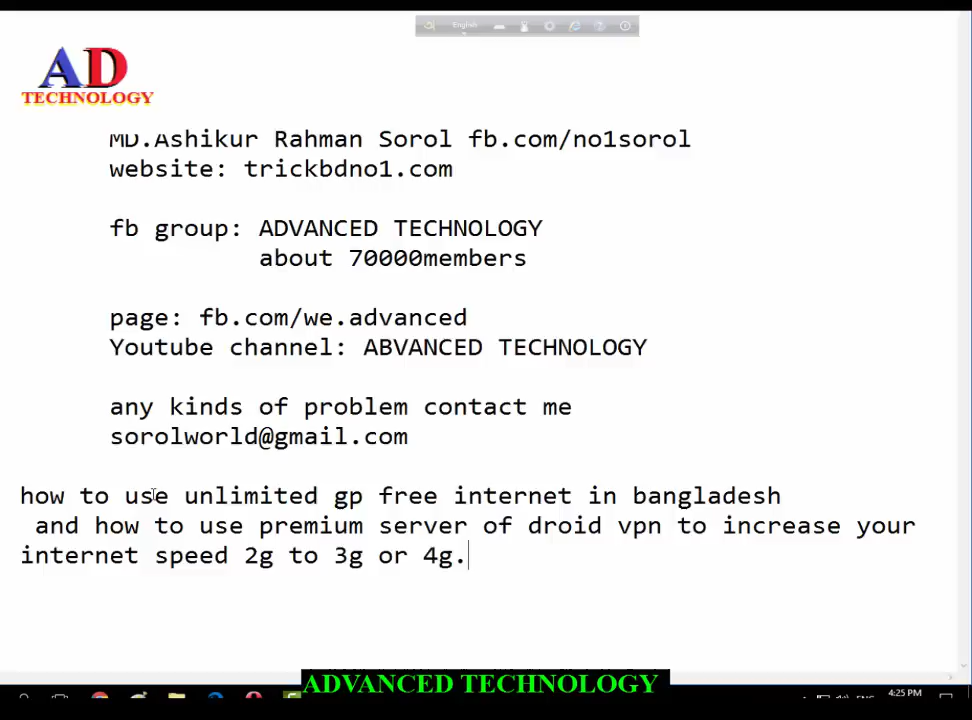 English
AD
TECHNOLOGY
MD.Ashikur Rahman Sorol fb.com/no1sorol
website: trickbdno1.com
fb group: ADVANCED TECHNOLOGY
about 70000members
page: fb.com/we.advanced
Youtube channel: ABVANCED TECHNOLOGY
any kinds of problem contact me
sorolworld@gmail.com
how to use unlimited gp free internet in bangladesh
and how to use premium server of droid vpn to increase your
internet speed 2g to 3g or 4g.
ADVANCED TECHNOLOGY
ENG
4:25 PM